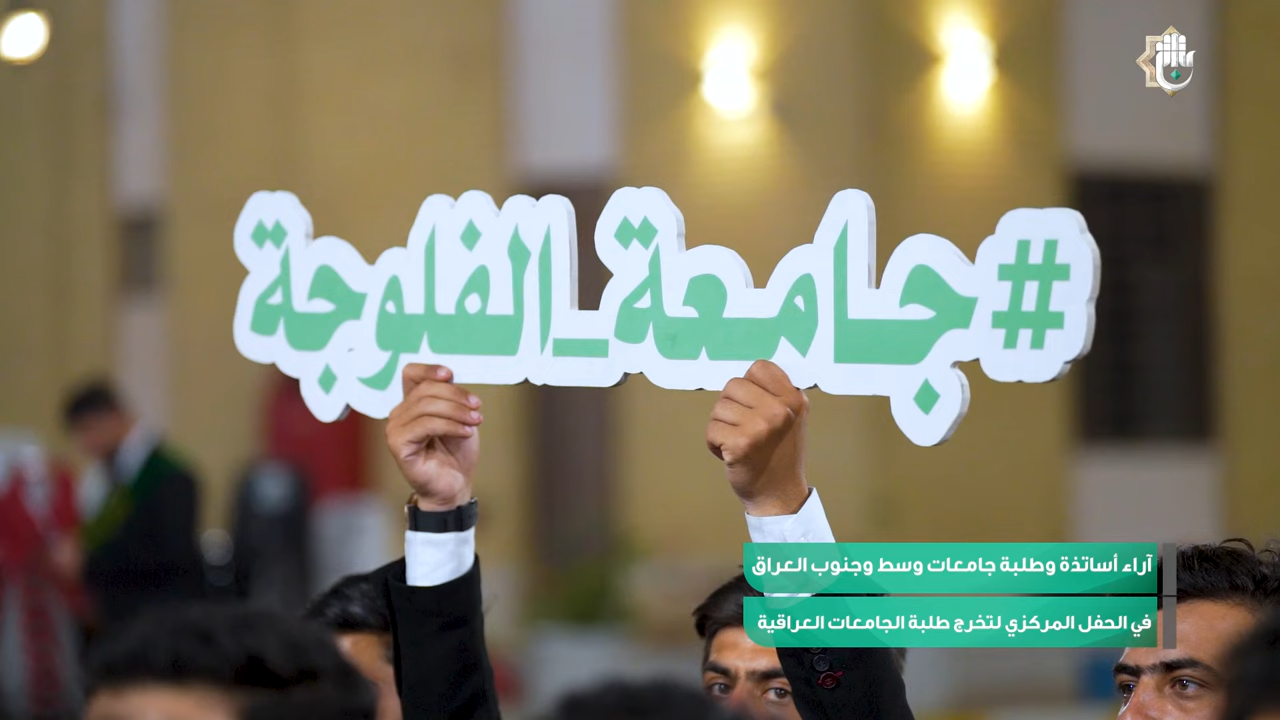 #جامعة_الفلوجة
آراء أساتذة وطلبة جامعات وسط وجنوب العراق
في الحفل المركزي لتخرج طلبة الجامعات العراقية